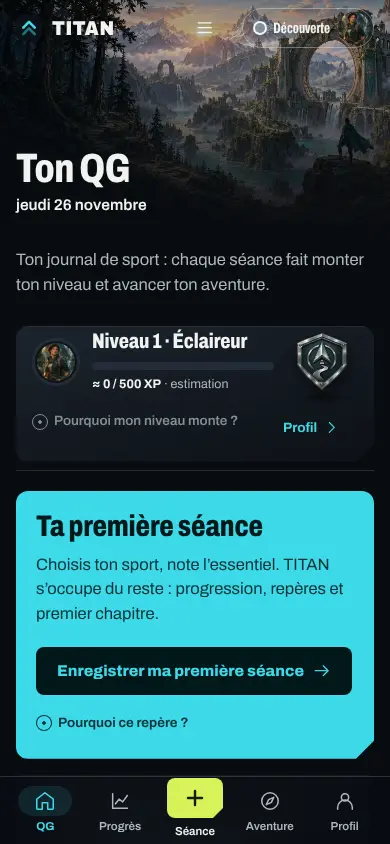 TITAN
Découverte
Ton QG
jeudi 26 novembre
Ton journal de sport : chaque séance fait monter
ton niveau et avancer ton aventure.
Niveau 1 · Éclaireur
≈ 0 / 500 XP · estimation
Pourquoi mon niveau monte ?
Profil
Ta première séance
Choisis ton sport, note l’essentiel. TITAN
s’occupe du reste : progression, repères et
premier chapitre.
Enregistrer ma première séance
Pourquoi ce repère ?
QG
Progrès
Séance
Aventure
Profil